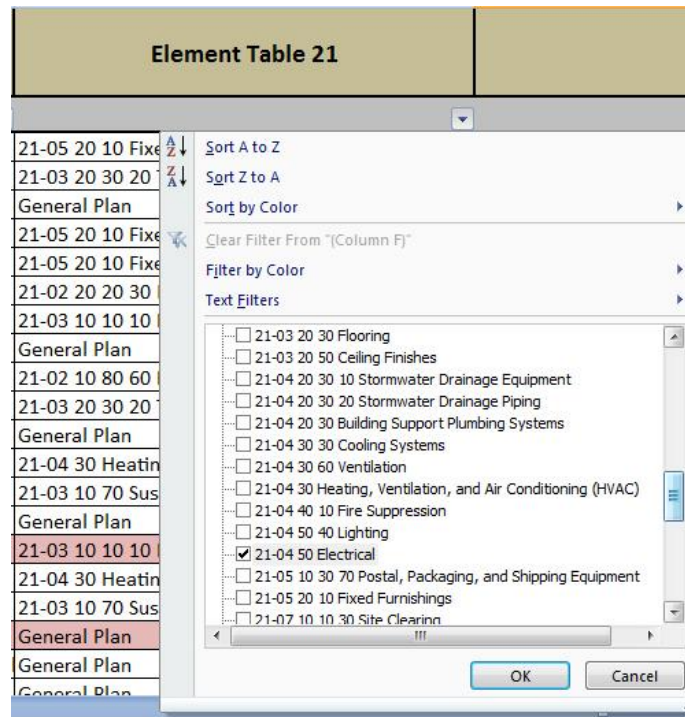 Element Table 21
21-05 20 10 Fixe
21-03 20 30 20
General Plan
21-05 20 10 Fixe
21-05 20 10 Fixe
21-02 20 20 30
21-03 10 10 10
General Plan
21-02 10 80 60
21-03 20 30 20
General Plan
21-04 30 Heatin
21-03 10 70 Sus
General Plan
21-03 10 10 10
21-04 30 Heatin
21-03 10 70 Sus
General Plan
General Plan
General Plan
Sort A to Z
Sort Z to A
Sort by Color
Clear Filter From "(Column F)"
Filter by Color
Text Filters
21-03 20 30 Flooring
21-03 20 50 Ceiling Finishes
21-04 20 30 10 Stormwater Drainage Equipment
21-04 20 30 20 Stormwater Drainage Piping
21-04 20 30 Building Support Plumbing Systems
21-04 30 30 Cooling Systems
21-04 30 60 Ventilation
21-04 30 Heating, Ventilation, and Air Conditioning (HVAC)
21-04 40 10 Fire Suppression
21-04 50 40 Lighting
21-04 50 Electrical
21-05 10 30 70 Postal, Packaging, and Shipping Equipment
21-05 20 10 Fixed Furnishings
21-07 10 10 30 Site Clearing
OK Cancel